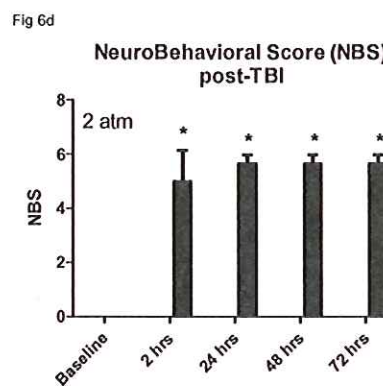 Fig 6d
NeuroBehavioral Score (NBS)
post-TBI
2 atm
8
6
4
2
0
NBS
* * * *
Baseline
2 hrs
24 hrs
48 hrs
72 hrs